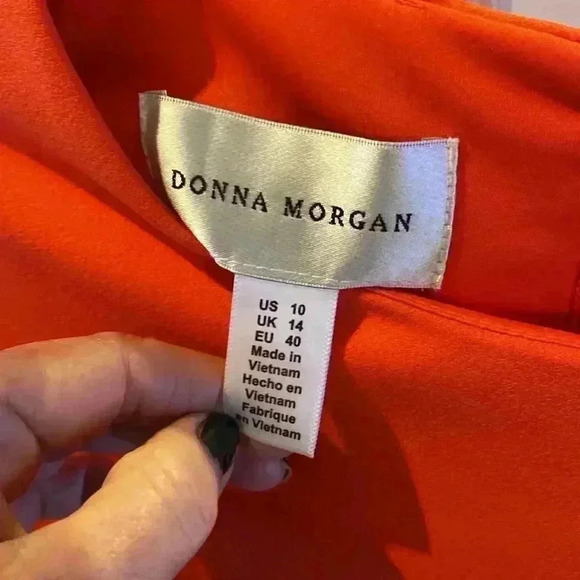 DONNA MORGAN
US 10
UK 14
EU 40
Made in
Vietnam
Hecho en
Vietnam
Fabrique
en Vietnam